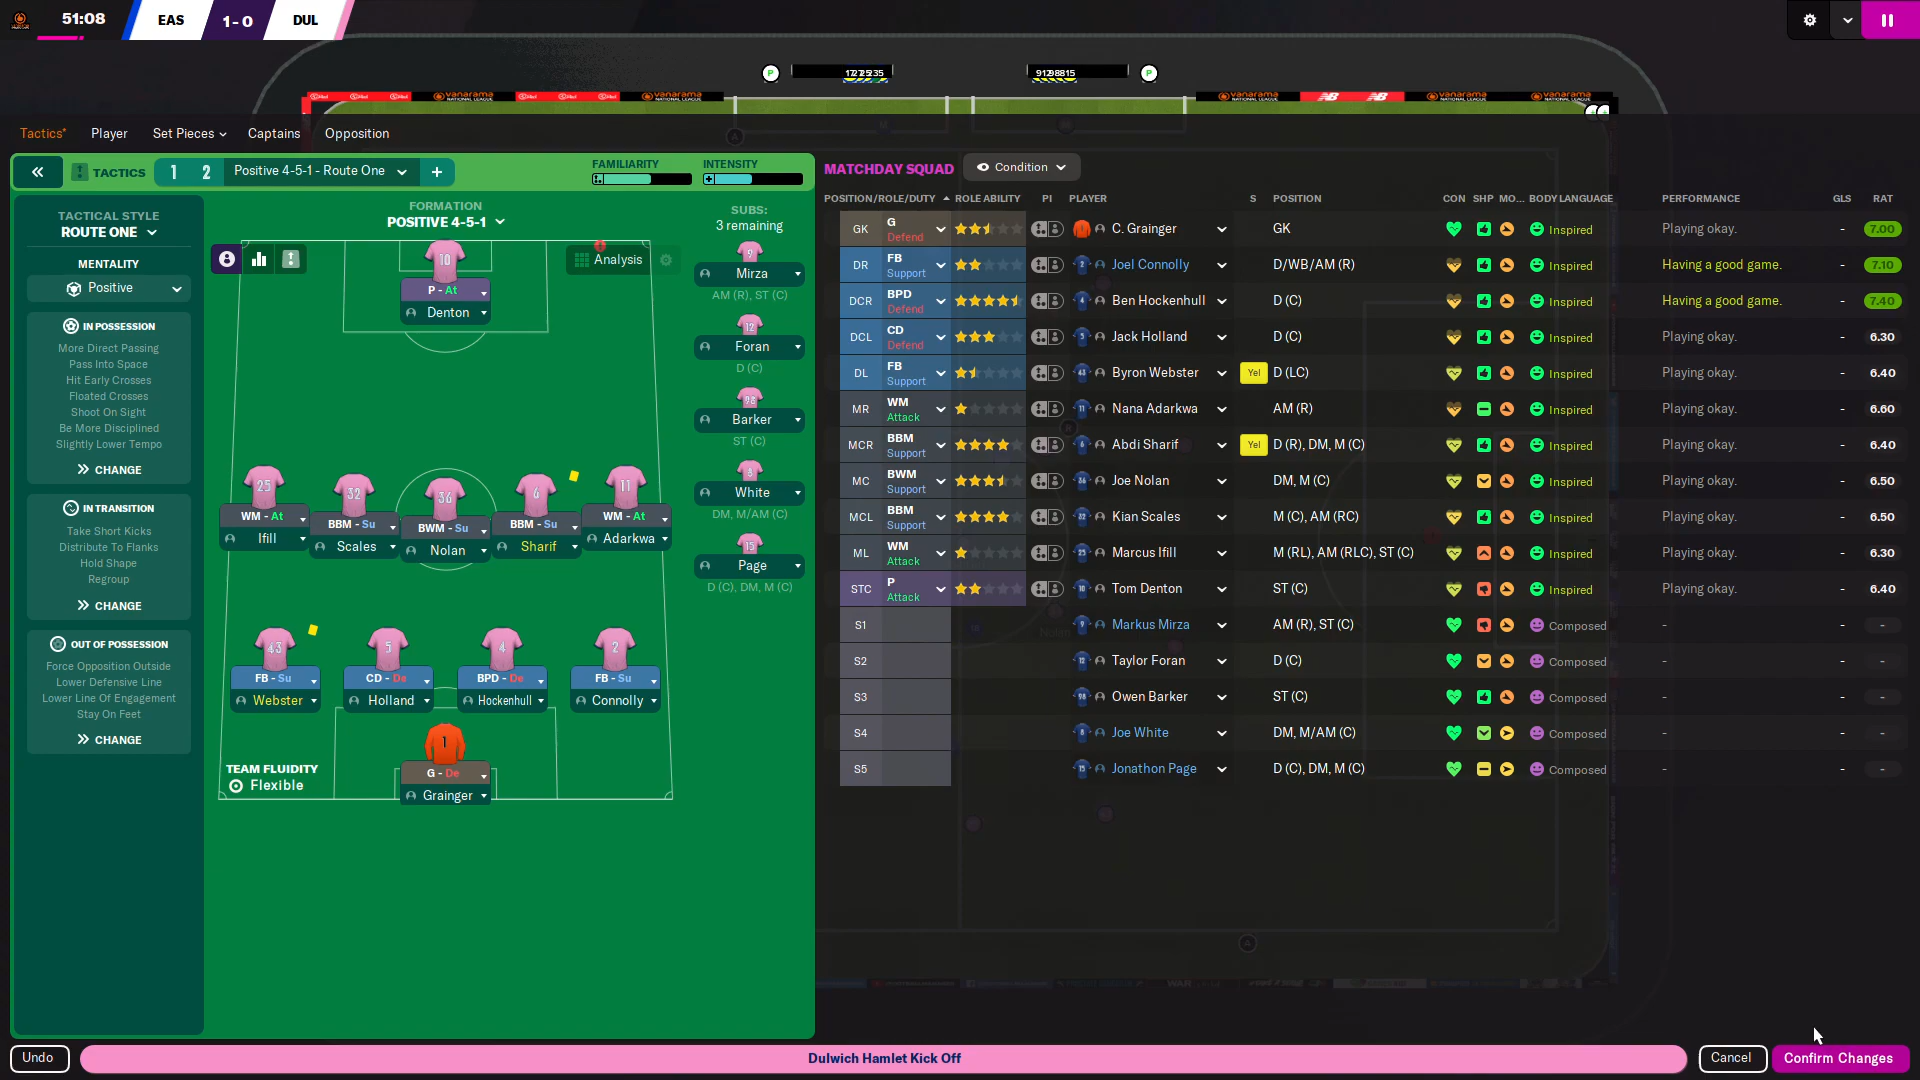 51:08 EAS 1 - 0 DUL
Tactics* Player Set Pieces Captains Opposition
TACTICS 1 2 Positive 4-5-1 - Route One + FAMILIARITY INTENSITY
TACTICAL STYLE
ROUTE ONE
MENTALITY
Positive
IN POSSESSION
More Direct Passing
Pass Into Space
Hit Early Crosses
Floated Crosses
Shoot On Sight
Be More Disciplined
Slightly Lower Tempo
CHANGE
IN TRANSITION
Take Short Kicks
Distribute To Flanks
Hold Shape
Regroup
CHANGE
OUT OF POSSESSION
Force Opposition Outside
Lower Defensive Line
Lower Line Of Engagement
Stay On Feet
CHANGE
FORMATION
POSITIVE 4-5-1
Analysis
10
P - At
Denton
25 32 36 6 11
WM - At BBM - Su BWM - Su BBM - Su WM - At
Ifill Scales Nolan Sharif Adarkwa
43 5 4 2
FB - Su CD - De BPD - De FB - Su
Webster Holland Hockenhull Connolly
1
G - De
Grainger
TEAM FLUIDITY
Flexible
SUBS:
3 remaining
9
Mirza
AM (R), ST (C)
12
Foran
D (C)
98
Barker
ST (C)
8
White
DM, M/AM (C)
15
Page
D (C), DM, M (C)
MATCHDAY SQUAD Condition
POSITION/ROLE/DUTY ROLE ABILITY PI PLAYER S POSITION CON SHP MO... BODY LANGUAGE PERFORMANCE GLS RAT
GK G Defend C. Grainger GK Inspired Playing okay. - 7.00
DR FB Support Joel Connolly D/WB/AM (R) Inspired Having a good game. - 7.10
DCR BPD Defend Ben Hockenhull D (C) Inspired Having a good game. - 7.40
DCL CD Defend Jack Holland D (C) Inspired Playing okay. - 6.30
DL FB Support Byron Webster Yel D (LC) Inspired Playing okay. - 6.40
MR WM Attack Nana Adarkwa AM (R) Inspired Playing okay. - 6.60
MCR BBM Support Abdi Sharif Yel D (R), DM, M (C) Inspired Playing okay. - 6.40
MC BWM Support Joe Nolan DM, M (C) Inspired Playing okay. - 6.50
MCL BBM Support Kian Scales M (C), AM (RC) Inspired Playing okay. - 6.50
ML WM Attack Marcus Ifill M (RL), AM (RLC), ST (C) Inspired Playing okay. - 6.30
STC P Attack Tom Denton ST (C) Inspired Playing okay. - 6.40
S1 Markus Mirza AM (R), ST (C) Composed - - -
S2 Taylor Foran D (C) Composed - - -
S3 Owen Barker ST (C) Composed - - -
S4 Joe White DM, M/AM (C) Composed - - -
S5 Jonathon Page D (C), DM, M (C) Composed - - -
Undo Dulwich Hamlet Kick Off Cancel Confirm Changes